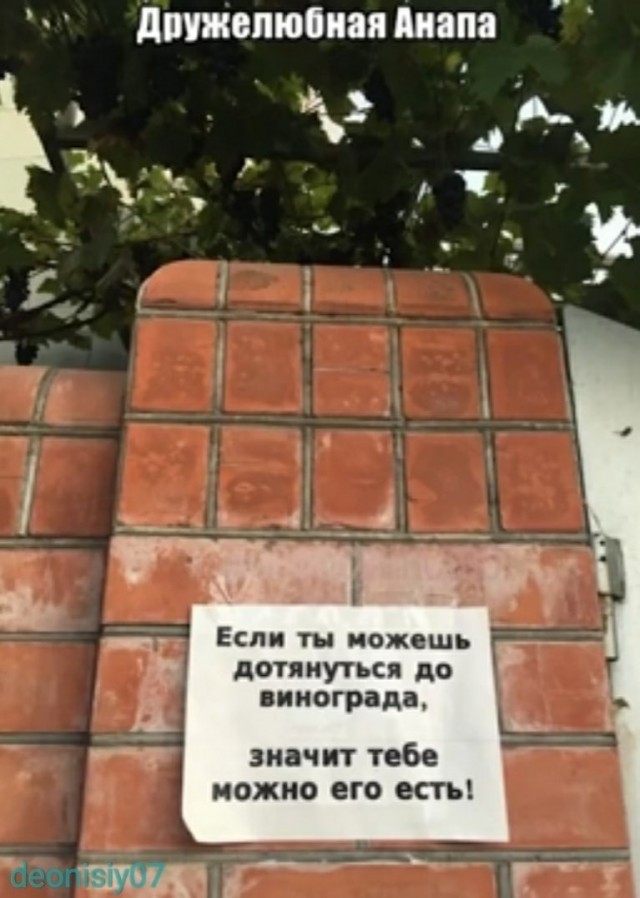 Дружелюбная Анапа
Если ты можешь
дотянуться до
винограда,
значит тебе
можно его есть!
deonisiy07